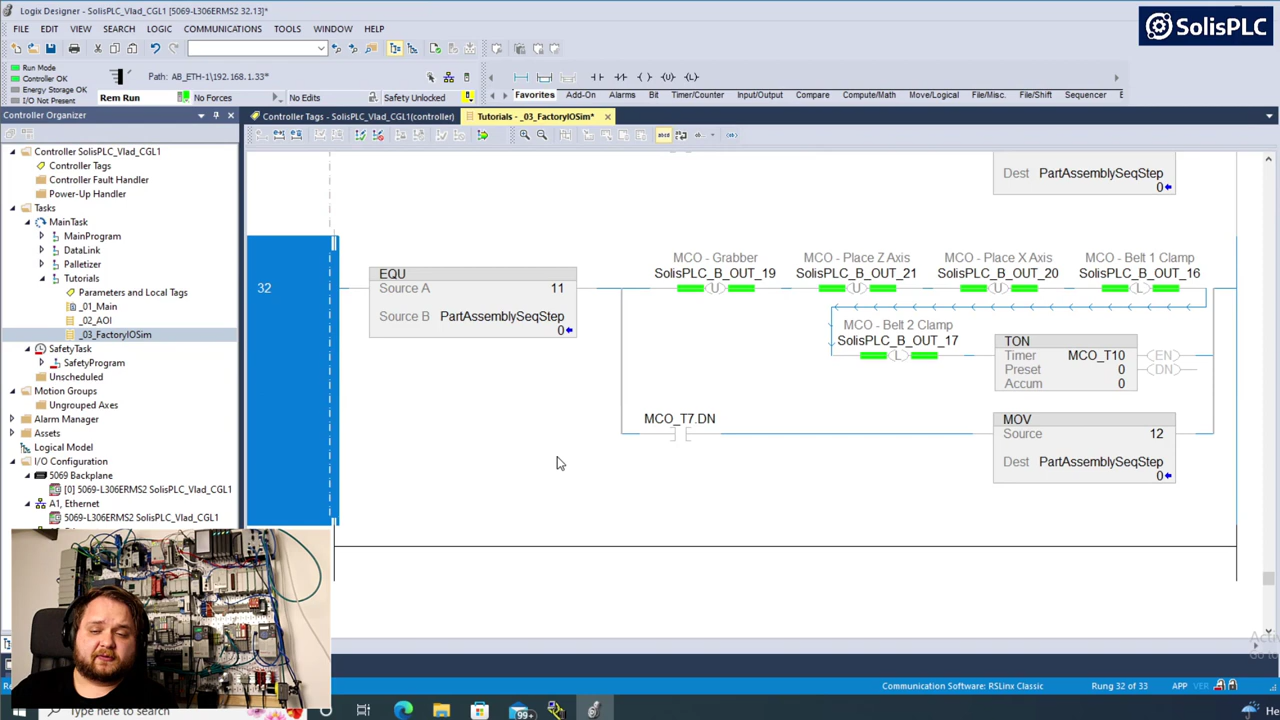 Logix Designer - SolisPLC_Vlad_CGL1 [5069-L306ERMS2 32.13]*
SolisPLC
FILE EDIT VIEW SEARCH LOGIC COMMUNICATIONS TOOLS WINDOW HELP
Run Mode
Controller OK
Energy Storage OK
I/O Not Present
Path: AB_ETH-1\192.168.1.33*
Rem Run No Forces No Edits Safety Unlocked
Favorites Add-On Alarms Bit Timer/Counter Input/Output Compare Compute/Math Move/Logical File/Misc. File/Shift Sequencer
Controller Organizer
Controller Tags - SolisPLC_Vlad_CGL1(controller)
Tutorials - _03_FactoryIOSim*
Controller SolisPLC_Vlad_CGL1
Controller Tags
Controller Fault Handler
Power-Up Handler
Tasks
MainTask
MainProgram
DataLink
Palletizer
Tutorials
Parameters and Local Tags
_01_Main
_02_AOI
_03_FactoryIOSim
SafetyTask
SafetyProgram
Unscheduled
Motion Groups
Ungrouped Axes
Alarm Manager
Assets
Logical Model
I/O Configuration
5069 Backplane
[0] 5069-L306ERMS2 SolisPLC_Vlad_CGL1
A1, Ethernet
5069-L306ERMS2 SolisPLC_Vlad_CGL1
Dest PartAssemblySeqStep
0
32
EQU
Source A 11
Source B PartAssemblySeqStep
0
MCO - Grabber
SolisPLC_B_OUT_19
U
MCO - Place Z Axis
SolisPLC_B_OUT_21
U
MCO - Place X Axis
SolisPLC_B_OUT_20
U
MCO - Belt 1 Clamp
SolisPLC_B_OUT_16
L
MCO - Belt 2 Clamp
SolisPLC_B_OUT_17
L
TON
Timer MCO_T10
Preset 0
Accum 0
EN
DN
MCO_T7.DN
MOV
Source 12
Dest PartAssemblySeqStep
0
Communication Software: RSLinx Classic
Rung 32 of 33
APP
VER
Type here to search
99+